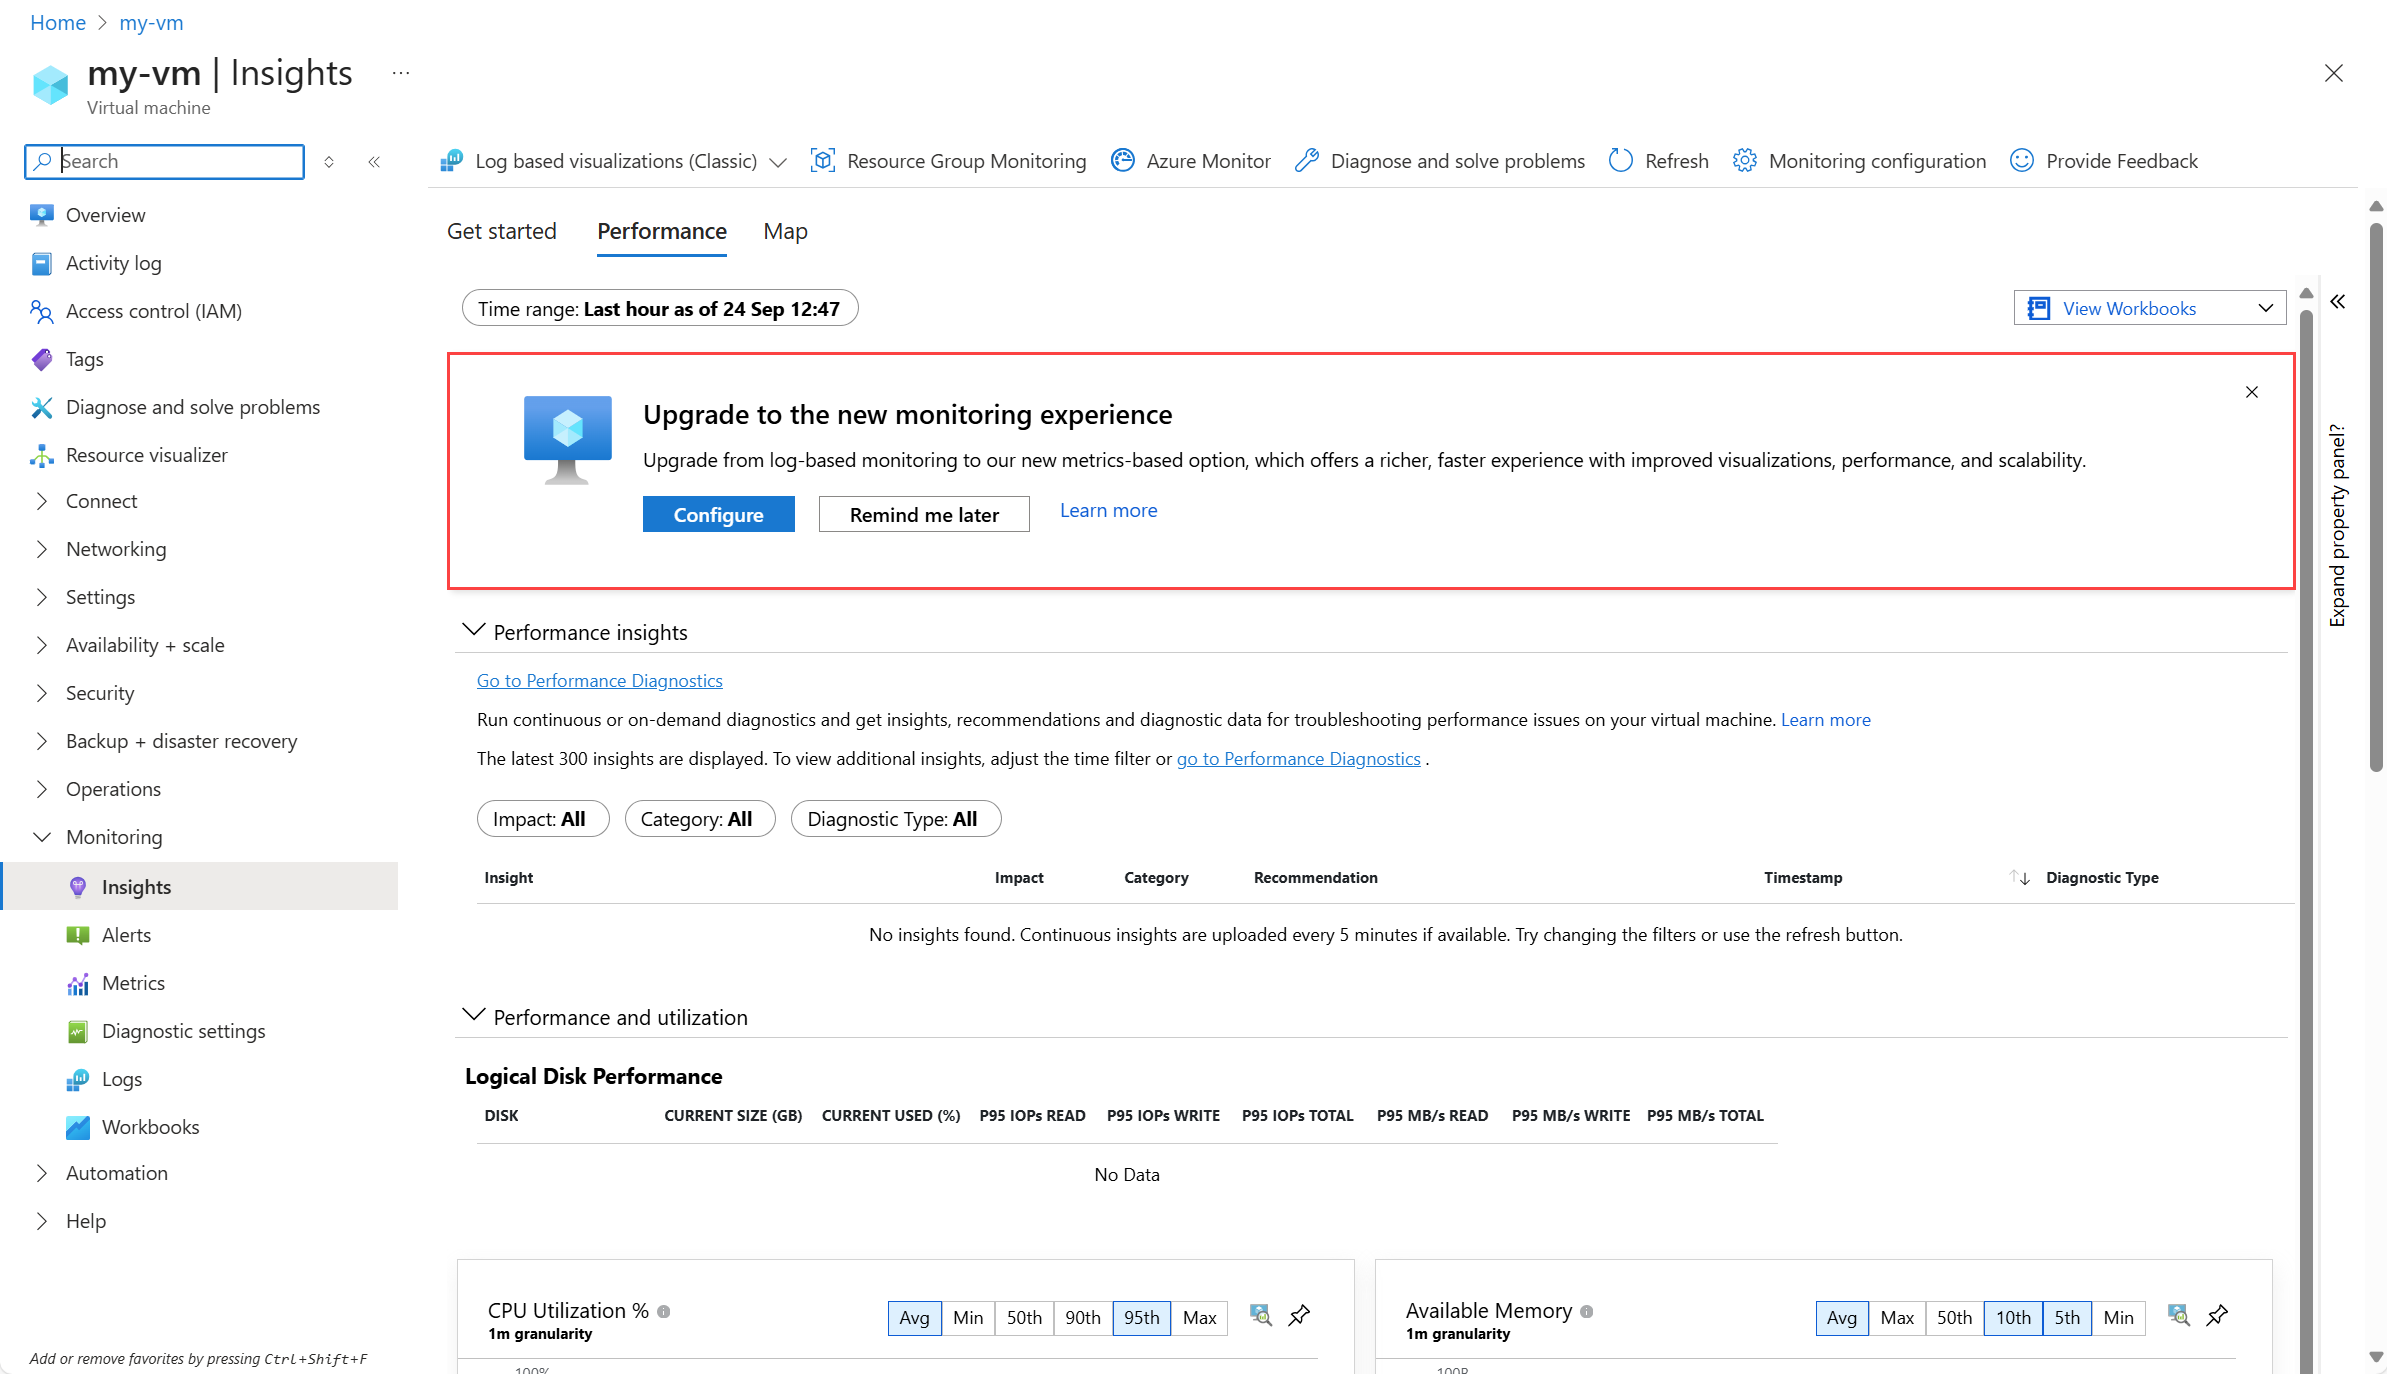 Home > my-vm
my-vm | Insights ...
Virtual machine
Search
Overview
Activity log
Access control (IAM)
Tags
Diagnose and solve problems
Resource visualizer
Connect
Networking
Settings
Availability + scale
Security
Backup + disaster recovery
Operations
Monitoring
Insights
Alerts
Metrics
Diagnostic settings
Logs
Workbooks
Automation
Help
Add or remove favorites by pressing Ctrl+Shift+F
Log based visualizations (Classic) Resource Group Monitoring Azure Monitor Diagnose and solve problems Refresh Monitoring configuration Provide Feedback
Get started Performance Map
Time range: Last hour as of 24 Sep 12:47
View Workbooks
Expand property panel?
Upgrade to the new monitoring experience
Upgrade from log-based monitoring to our new metrics-based option, which offers a richer, faster experience with improved visualizations, performance, and scalability.
Configure Remind me later Learn more
Performance insights
Go to Performance Diagnostics
Run continuous or on-demand diagnostics and get insights, recommendations and diagnostic data for troubleshooting performance issues on your virtual machine. Learn more
The latest 300 insights are displayed. To view additional insights, adjust the time filter or go to Performance Diagnostics .
Impact: All Category: All Diagnostic Type: All
Insight Impact Category Recommendation Timestamp Diagnostic Type
No insights found. Continuous insights are uploaded every 5 minutes if available. Try changing the filters or use the refresh button.
Performance and utilization
Logical Disk Performance
DISK CURRENT SIZE (GB) CURRENT USED (%) P95 IOPs READ P95 IOPs WRITE P95 IOPs TOTAL P95 MB/s READ P95 MB/s WRITE P95 MB/s TOTAL
No Data
CPU Utilization %
1m granularity
Avg Min 50th 90th 95th Max
100%
Available Memory
1m granularity
Avg Max 50th 10th 5th Min
100B